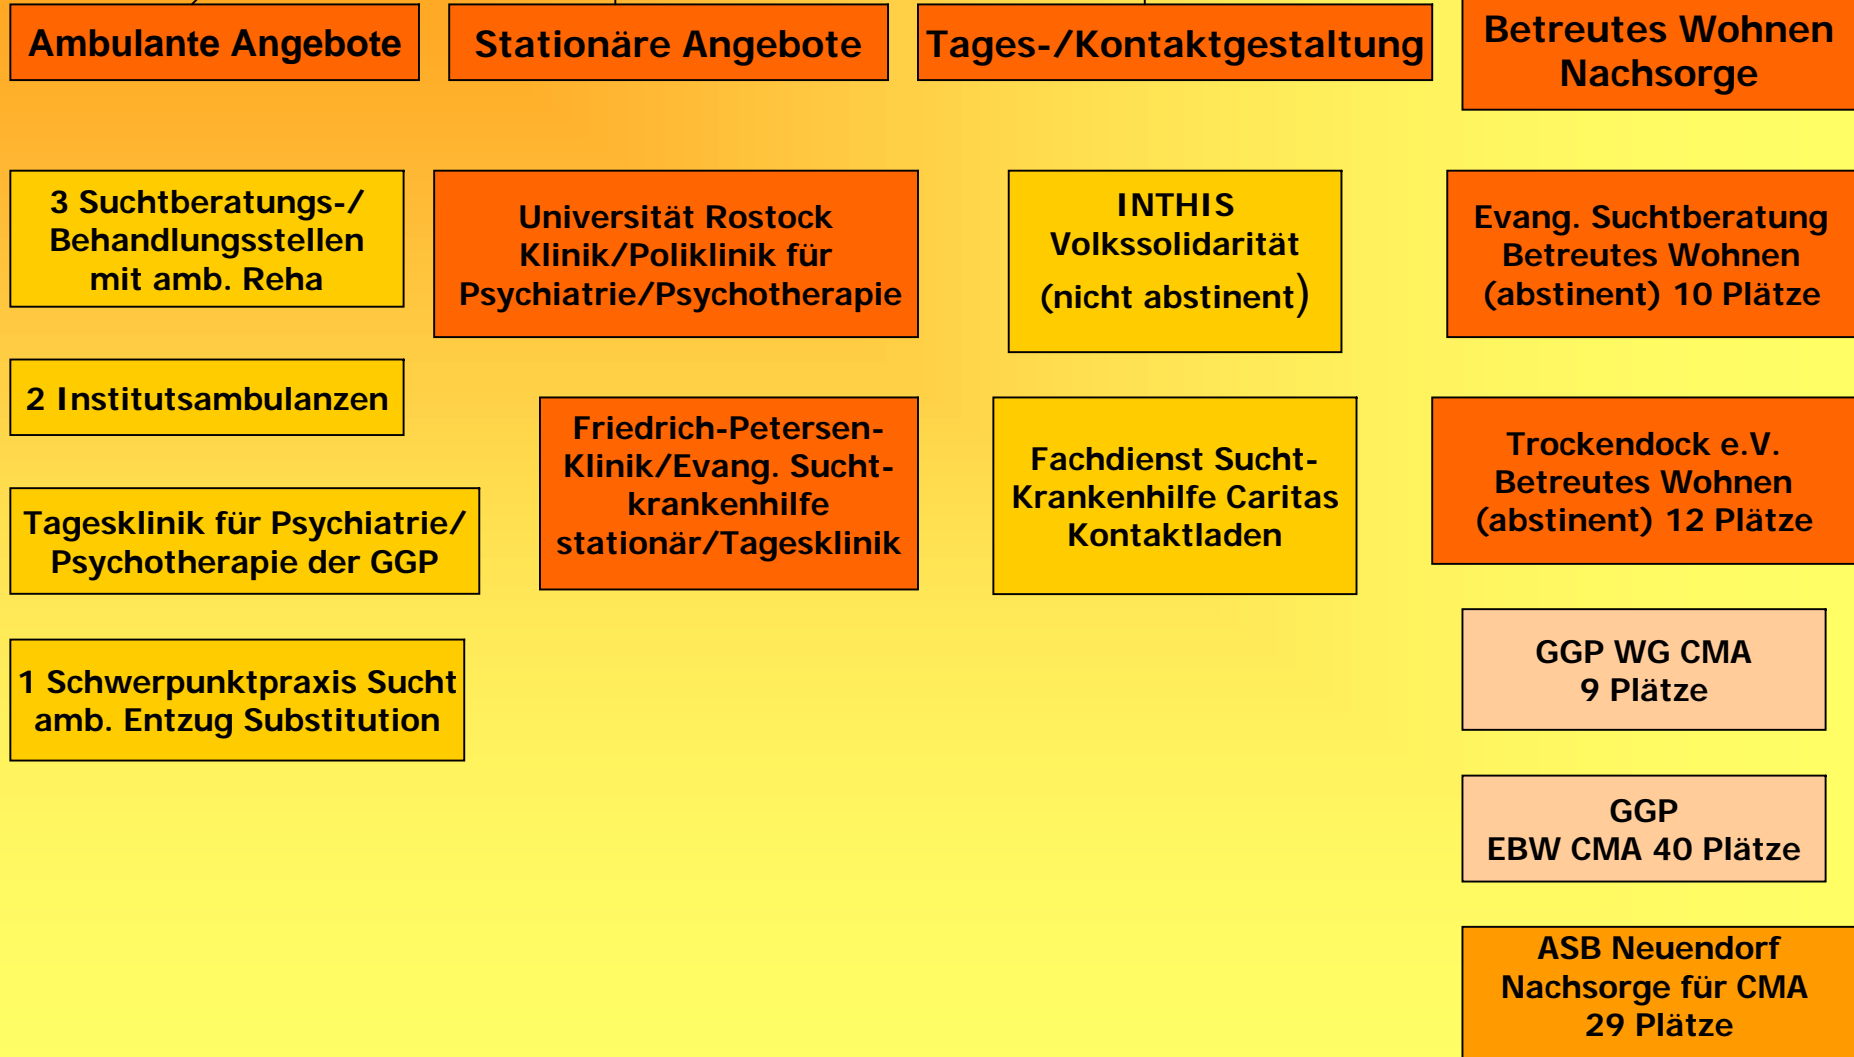 Ambulante Angebote
Stationäre Angebote
Tages-/Kontaktgestaltung
Betreutes Wohnen
Nachsorge
3 Suchtberatungs-/
Behandlungsstellen
mit amb. Reha
2 Institutsambulanzen
Tagesklinik für Psychiatrie/
Psychotherapie der GGP
1 Schwerpunktpraxis Sucht
amb. Entzug Substitution
Universität Rostock
Klinik/Poliklinik für
Psychiatrie/Psychotherapie
Friedrich-Petersen-
Klinik/Evang. Sucht-
krankenhilfe
stationär/Tagesklinik
INTHIS
Volkssolidarität
(nicht abstinent)
Fachdienst Sucht-
Krankenhilfe Caritas
Kontaktladen
Evang. Suchtberatung
Betreutes Wohnen
(abstinent) 10 Plätze
Trockendock e.V.
Betreutes Wohnen
(abstinent) 12 Plätze
GGP WG CMA
9 Plätze
GGP
EBW CMA 40 Plätze
ASB Neuendorf
Nachsorge für CMA
29 Plätze